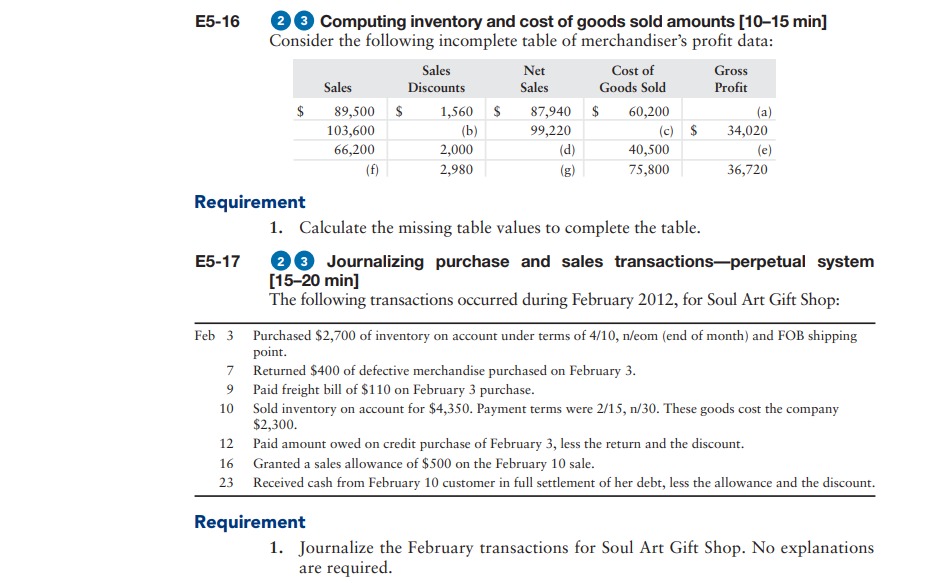 E5-16 2 3 Computing inventory and cost of goods sold amounts [10–15 min]
Consider the following incomplete table of merchandiser’s profit data:
Sales Sales Discounts Net Sales Cost of Goods Sold Gross Profit
$ 89,500 $ 1,560 $ 87,940 $ 60,200 (a)
103,600 (b) 99,220 (c) $ 34,020
66,200 2,000 (d) 40,500 (e)
(f) 2,980 (g) 75,800 36,720
Requirement
1. Calculate the missing table values to complete the table.
E5-17 2 3 Journalizing purchase and sales transactions—perpetual system
[15–20 min]
The following transactions occurred during February 2012, for Soul Art Gift Shop:
Feb 3 Purchased $2,700 of inventory on account under terms of 4/10, n/eom (end of month) and FOB shipping
point.
7 Returned $400 of defective merchandise purchased on February 3.
9 Paid freight bill of $110 on February 3 purchase.
10 Sold inventory on account for $4,350. Payment terms were 2/15, n/30. These goods cost the company
$2,300.
12 Paid amount owed on credit purchase of February 3, less the return and the discount.
16 Granted a sales allowance of $500 on the February 10 sale.
23 Received cash from February 10 customer in full settlement of her debt, less the allowance and the discount.
Requirement
1. Journalize the February transactions for Soul Art Gift Shop. No explanations
are required.